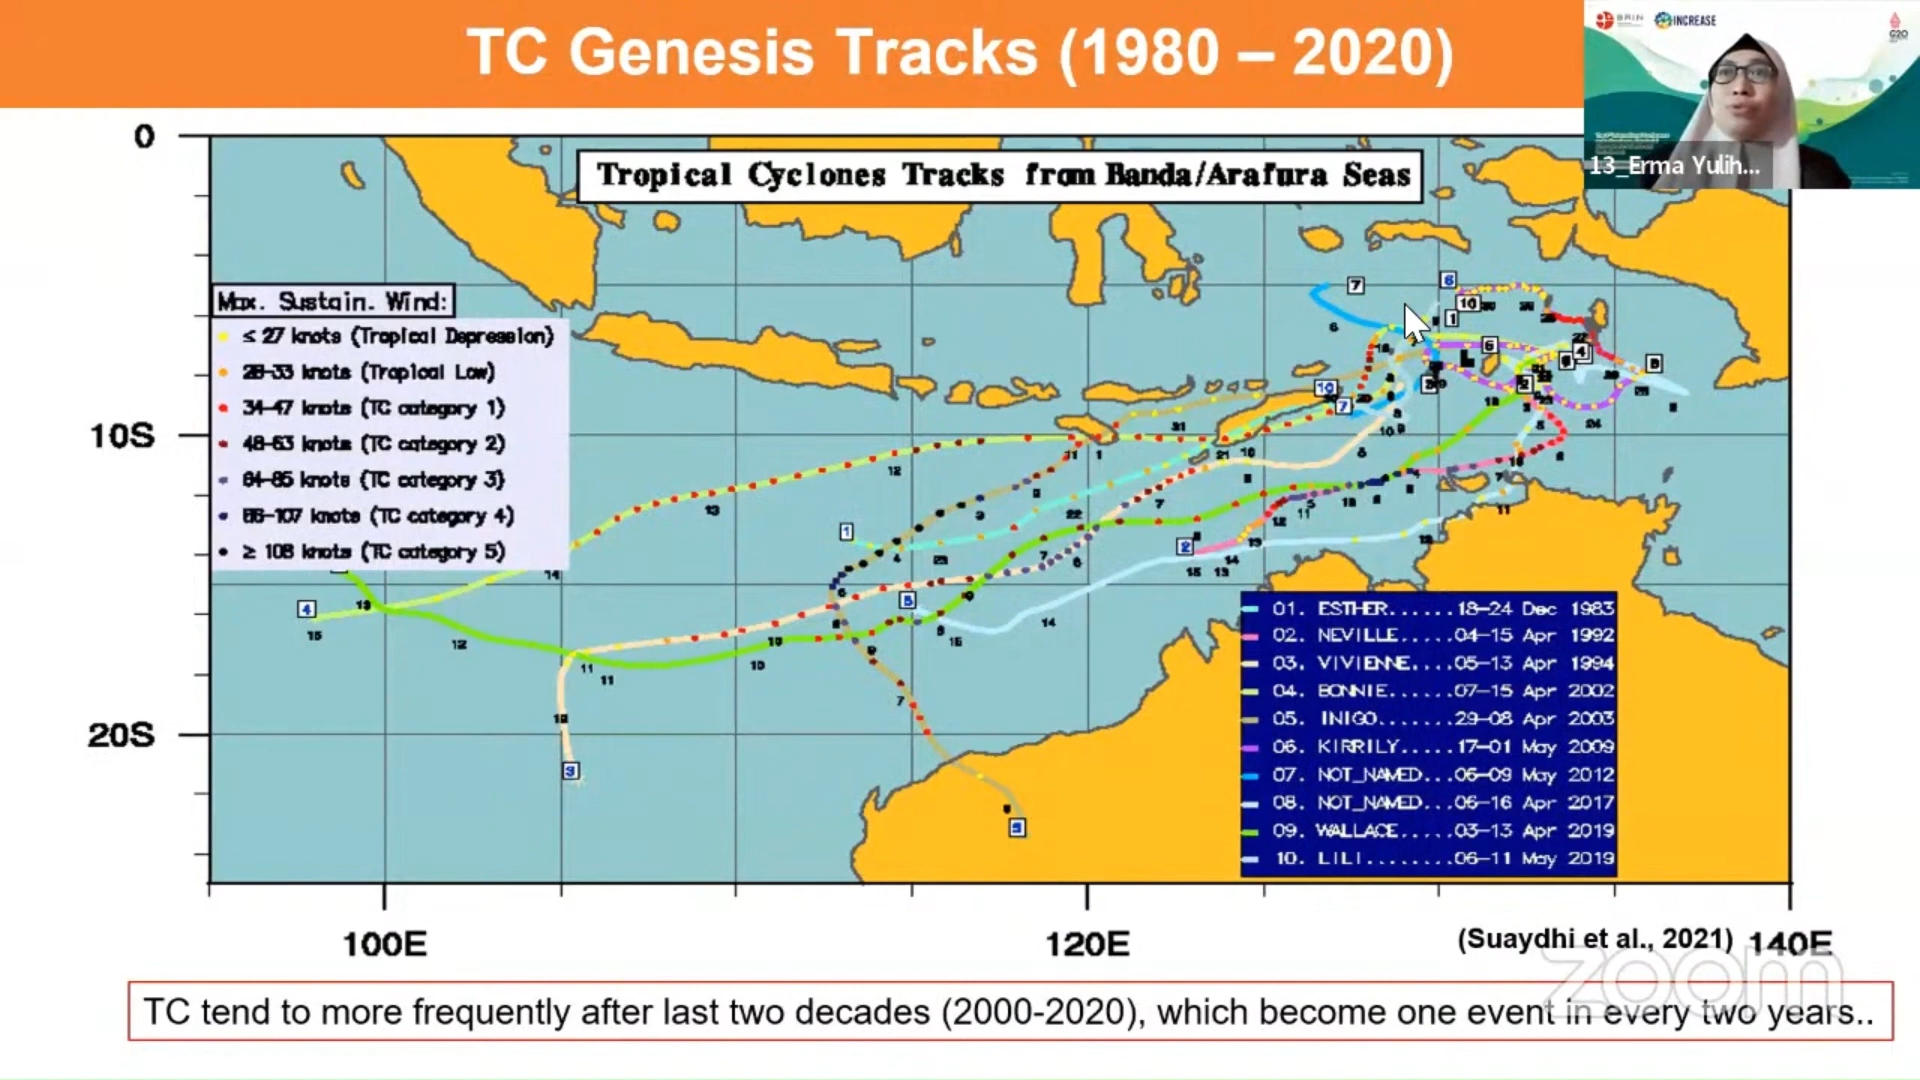 TC Genesis Tracks (1980 – 2020)
BRIN INCREASE
G20
13_Erma Yulih...
Tropical Cyclones Tracks from Banda/Arafura Seas
0
10S
20S
100E
120E
140E
Max. Sustain. Wind:
≤ 27 knots (Tropical Depression)
28-33 knots (Tropical Low)
34-47 knots (TC category 1)
48-63 knots (TC category 2)
64-85 knots (TC category 3)
86-107 knots (TC category 4)
≥ 108 knots (TC category 5)
01. ESTHER......18-24 Dec 1983
02. NEVILLE.....04-15 Apr 1992
03. VIVIENNE....05-13 Apr 1994
04. BONNIE......07-15 Apr 2002
05. INIGO.......29-08 Apr 2003
06. KIRRILY.....17-01 May 2009
07. NOT_NAMED...06-09 May 2012
08. NOT_NAMED...06-16 Apr 2017
09. WALLACE.....03-13 Apr 2019
10. LILI........06-11 May 2019
(Suaydhi et al., 2021)
zoom
TC tend to more frequently after last two decades (2000-2020), which become one event in every two years..